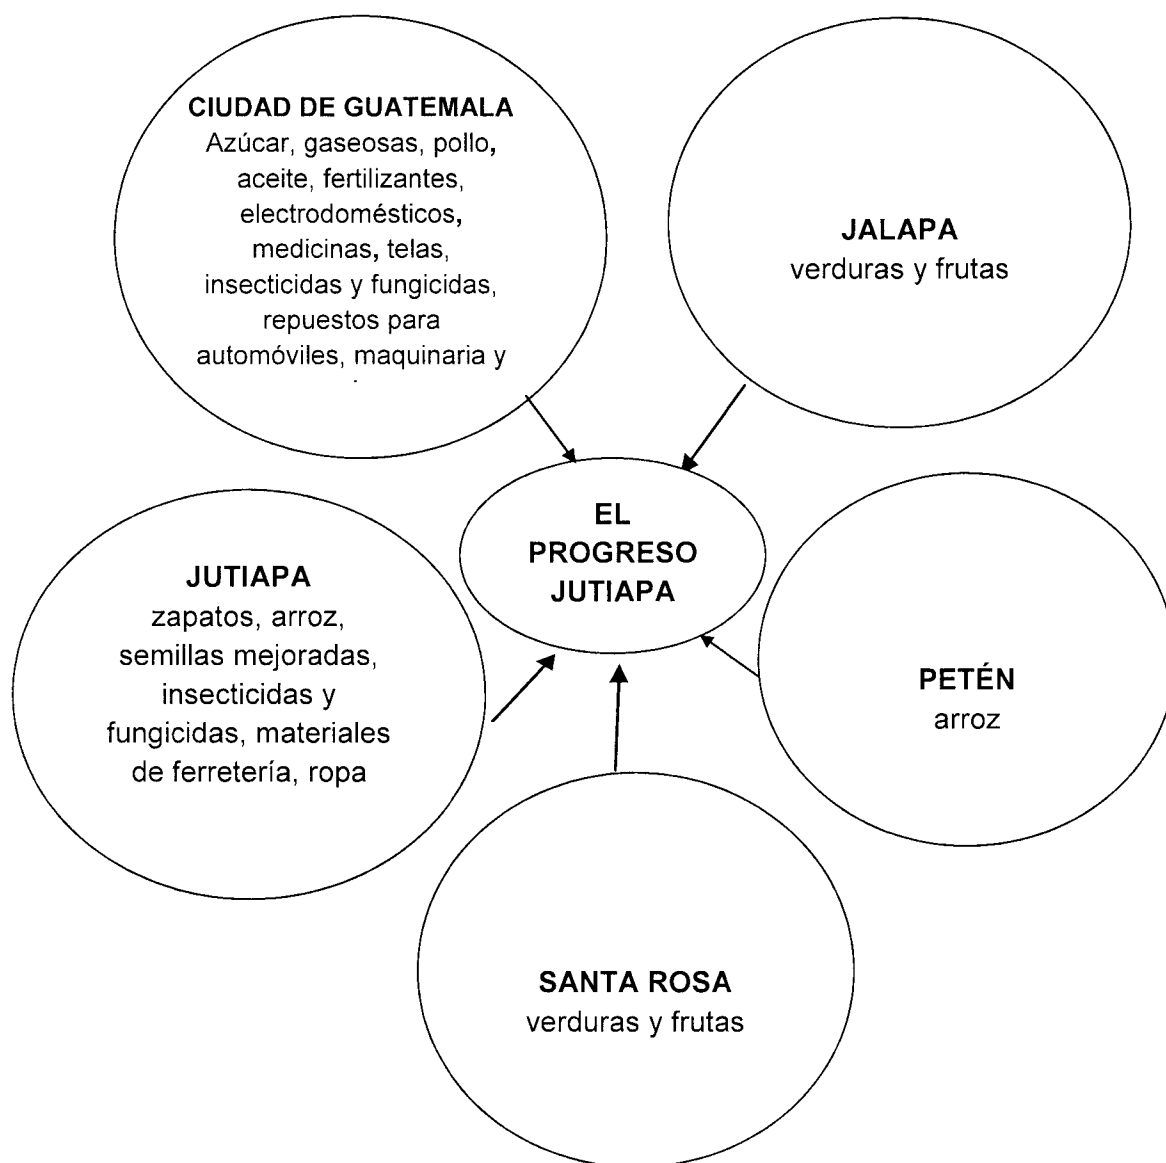 CIUDAD DE GUATEMALA
Azúcar, gaseosas, pollo,
aceite, fertilizantes,
electrodomésticos,
medicinas, telas,
insecticidas y fungicidas,
repuestos para
automóviles, maquinaria y
JALAPA
verduras y frutas
EL
PROGRESO
JUTIAPA
JUTIAPA
zapatos, arroz,
semillas mejoradas,
insecticidas y
fungicidas, materiales
de ferretería, ropa
PETÉN
arroz
SANTA ROSA
verduras y frutas